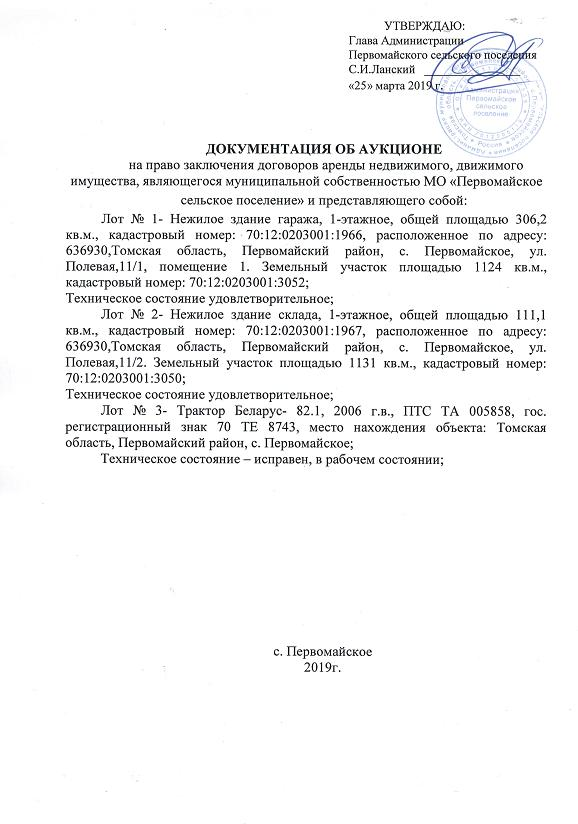 УТВЕРЖДАЮ:
Глава Администрации
Первомайского сельского поселения
С.И.Ланский
«25» марта 2019 г.
Администрация
Первомайское
сельское
поселение
ДОКУМЕНТАЦИЯ ОБ АУКЦИОНЕ
на право заключения договоров аренды недвижимого, движимого
имущества, являющегося муниципальной собственностью МО «Первомайское
сельское поселение» и представляющего собой:
Лот № 1- Нежилое здание гаража, 1-этажное, общей площадью 306,2
кв.м., кадастровый номер: 70:12:0203001:1966, расположенное по адресу:
636930,Томская область, Первомайский район, с. Первомайское, ул.
Полевая,11/1, помещение 1. Земельный участок площадью 1124 кв.м.,
кадастровый номер: 70:12:0203001:3052;
Техническое состояние удовлетворительное;
Лот № 2- Нежилое здание склада, 1-этажное, общей площадью 111,1
кв.м., кадастровый номер: 70:12:0203001:1967, расположенное по адресу:
636930,Томская область, Первомайский район, с. Первомайское, ул.
Полевая,11/2. Земельный участок площадью 1131 кв.м., кадастровый номер:
70:12:0203001:3050;
Техническое состояние удовлетворительное;
Лот № 3- Трактор Беларус- 82.1, 2006 г.в., ПТС ТА 005858, гос.
регистрационный знак 70 ТЕ 8743, место нахождения объекта: Томская
область, Первомайский район, с. Первомайское;
Техническое состояние – исправен, в рабочем состоянии;
с. Первомайское
2019г.